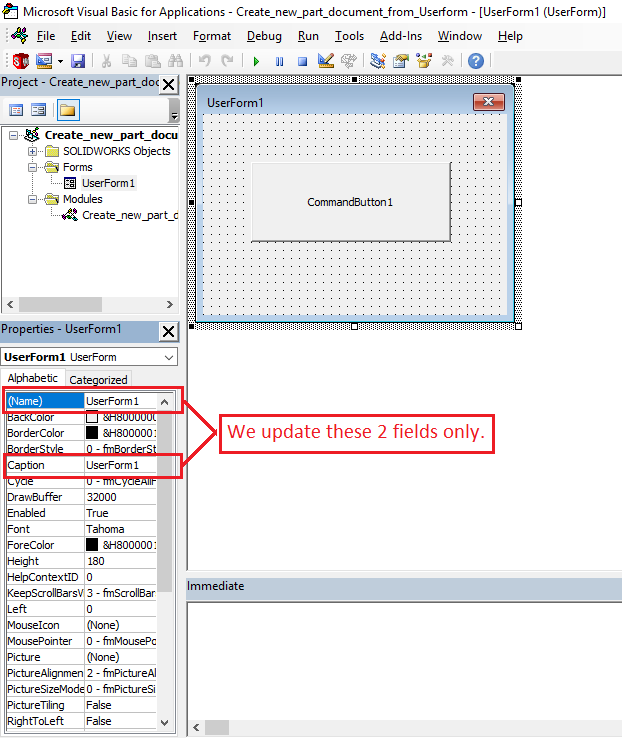 Microsoft Visual Basic for Applications - Create_new_part_document_from_Userform - [UserForm1 (UserForm)]
File Edit View Insert Format Debug Run Tools Add-Ins Window Help
Project - Create_new_part_doc
Create_new_part_docu
SOLIDWORKS Objects
Forms
UserForm1
Modules
Create_new_part_d
UserForm1
CommandButton1
Properties - UserForm1
UserForm1 UserForm
Alphabetic Categorized
(Name) UserForm1
BackColor &H8000000
BorderColor &H8000001
BorderStyle 0 - fmBorderSt
Caption UserForm1
Cycle 0 - fmCycleAllF
DrawBuffer 32000
Enabled True
Font Tahoma
ForeColor &H8000001
Height 180
HelpContextID 0
KeepScrollBarsV 3 - fmScrollBar
Left 0
MouseIcon (None)
MousePointer 0 - fmMousePo
Picture (None)
PictureAlignmen 2 - fmPictureAl
PictureSizeMode 0 - fmPictureSi
PictureTiling False
RightToLeft False
We update these 2 fields only.
Immediate